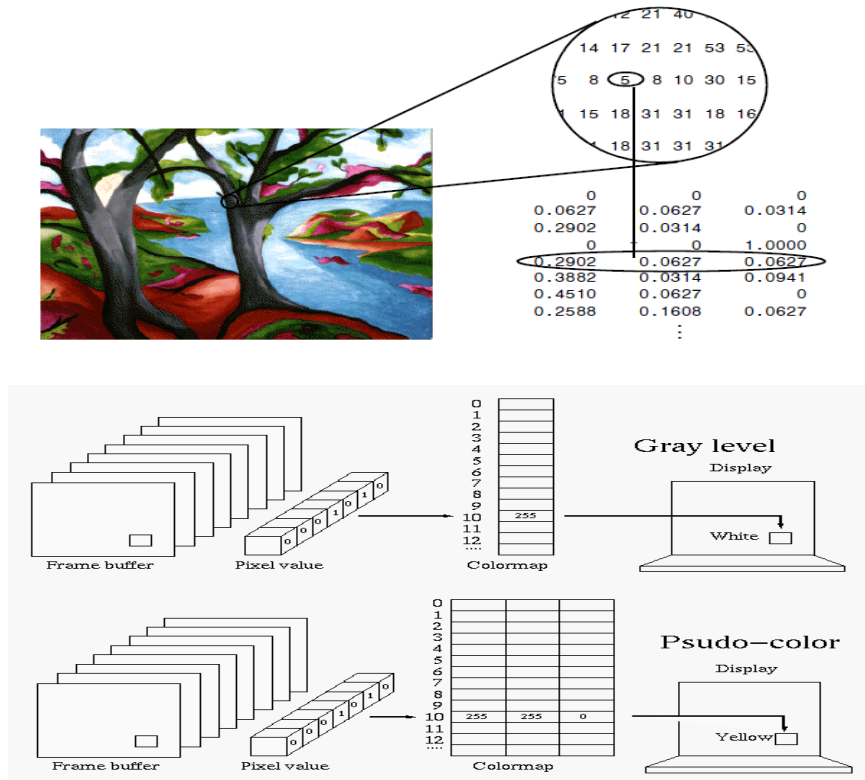 12 21 40
14 17 21 21 53 53
75 8 5 8 10 30 15
15 18 31 31 18 16
18 31 31 31
0 0 0
0.0627 0.0627 0.0314
0.2902 0.0314 0
0 0 1.0000
0.2902 0.0627 0.0627
0.3882 0.0314 0.0941
0.4510 0.0627 0
0.2588 0.1608 0.0627
⋮
Gray level
Display
0
1
2
3
4
5
6
7
8
9
10 255
11
12
....
0 0 0 1 0 1 0
White
Frame buffer Pixel value Colormap
Psudo-color
Display
0
1
2
3
4
5
6
7
8
9
10 255 255 0
11
12
....
0 0 0 1 0 1 0
Yellow
Frame buffer Pixel value Colormap